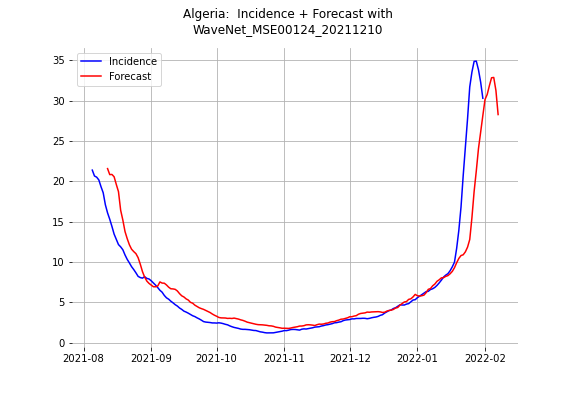 Algeria:  Incidence + Forecast with
WaveNet_MSE00124_20211210
Incidence
Forecast
35
30
25
20
15
10
5
0
2021-08 2021-09 2021-10 2021-11 2021-12 2022-01 2022-02